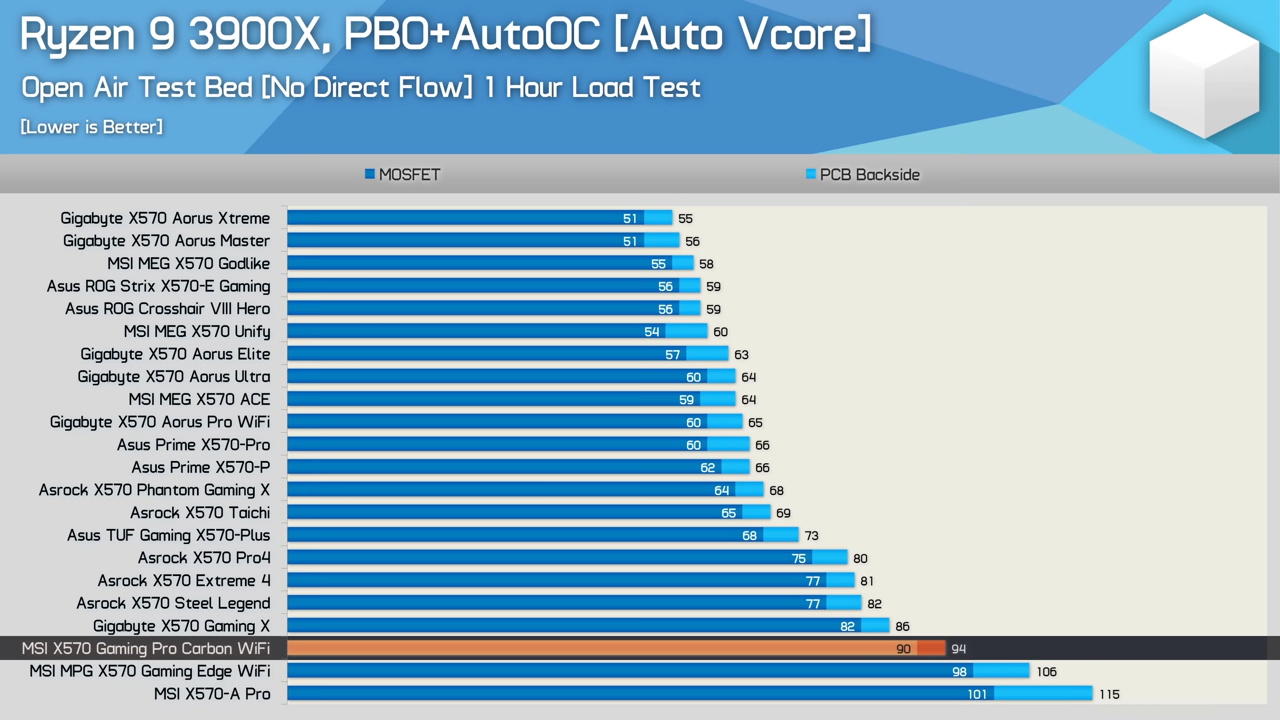 Ryzen 9 3900X, PBO+AutoOC [Auto Vcore]
Open Air Test Bed [No Direct Flow] 1 Hour Load Test
[Lower is Better]
MOSFET PCB Backside
Gigabyte X570 Aorus Xtreme 51 55
Gigabyte X570 Aorus Master 51 56
MSI MEG X570 Godlike 55 58
Asus ROG Strix X570-E Gaming 56 59
Asus ROG Crosshair VIII Hero 56 59
MSI MEG X570 Unify 54 60
Gigabyte X570 Aorus Elite 57 63
Gigabyte X570 Aorus Ultra 60 64
MSI MEG X570 ACE 59 64
Gigabyte X570 Aorus Pro WiFi 60 65
Asus Prime X570-Pro 60 66
Asus Prime X570-P 62 66
Asrock X570 Phantom Gaming X 64 68
Asrock X570 Taichi 65 69
Asus TUF Gaming X570-Plus 68 73
Asrock X570 Pro4 75 80
Asrock X570 Extreme 4 77 81
Asrock X570 Steel Legend 77 82
Gigabyte X570 Gaming X 82 86
MSI X570 Gaming Pro Carbon WiFi 90 94
MSI MPG X570 Gaming Edge WiFi 98 106
MSI X570-A Pro 101 115